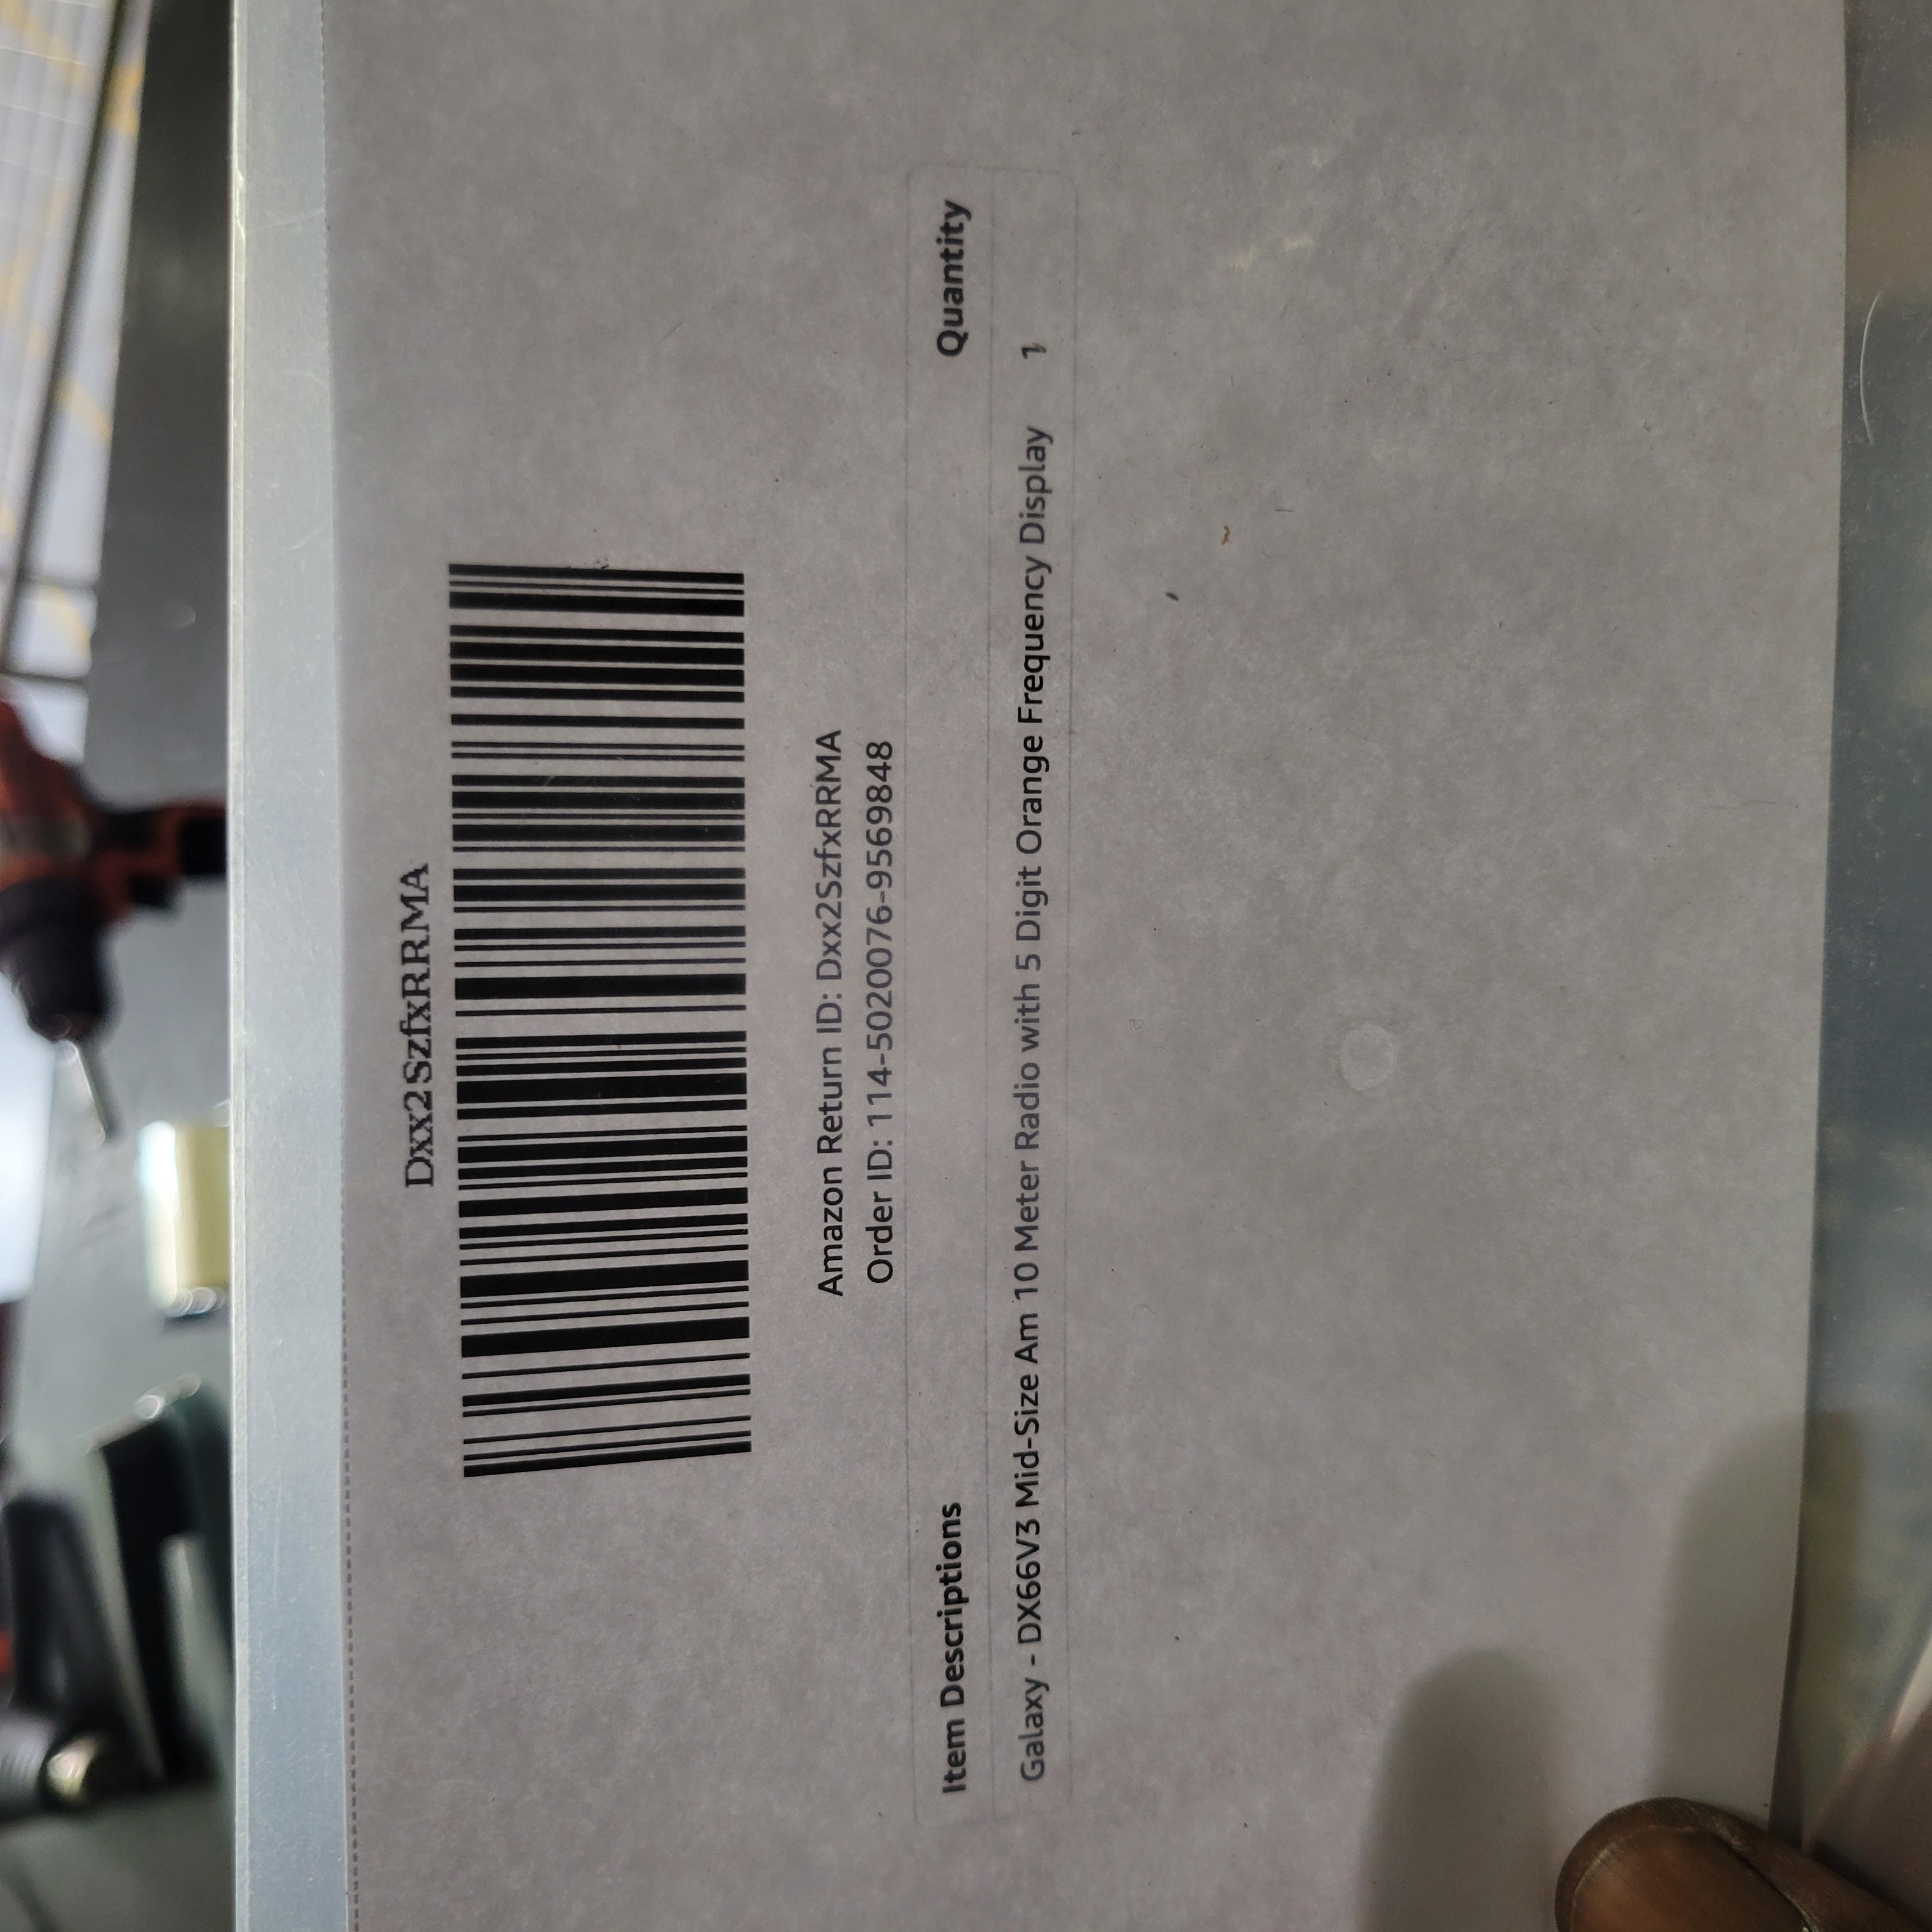 Dxx2SzfxRRMA
Amazon Return ID: Dxx2SzfxRRMA
Order ID: 114-5020076-9569848
Item Descriptions Quantity
Galaxy - DX66V3 Mid-Size Am 10 Meter Radio with 5 Digit Orange Frequency Display 1